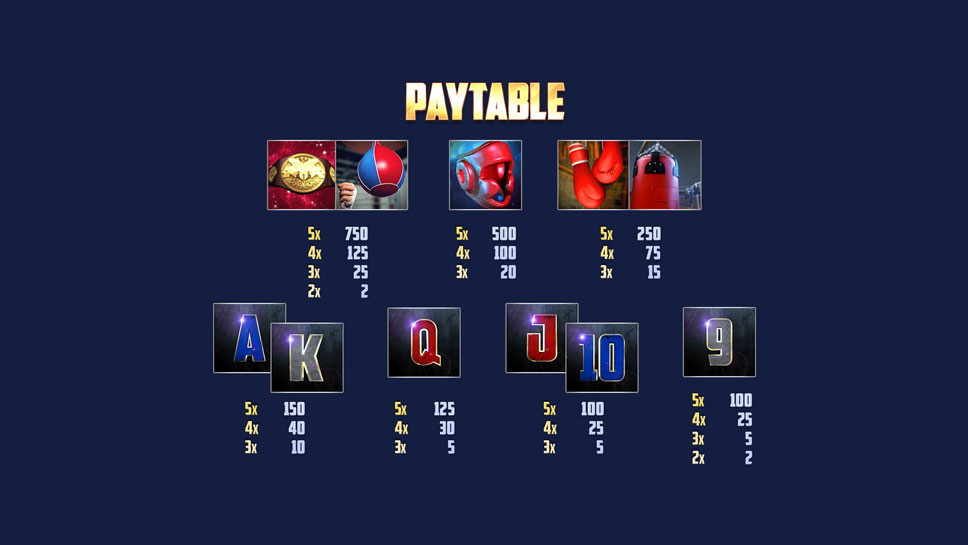 PAYTABLE
5x 750
4x 125
3x 25
2x 2
5x 500
4x 100
3x 20
5x 250
4x 75
3x 15
A
K
Q
J
10
9
5x 150
4x 40
3x 10
5x 125
4x 30
3x 5
5x 100
4x 25
3x 5
5x 100
4x 25
3x 5
2x 2